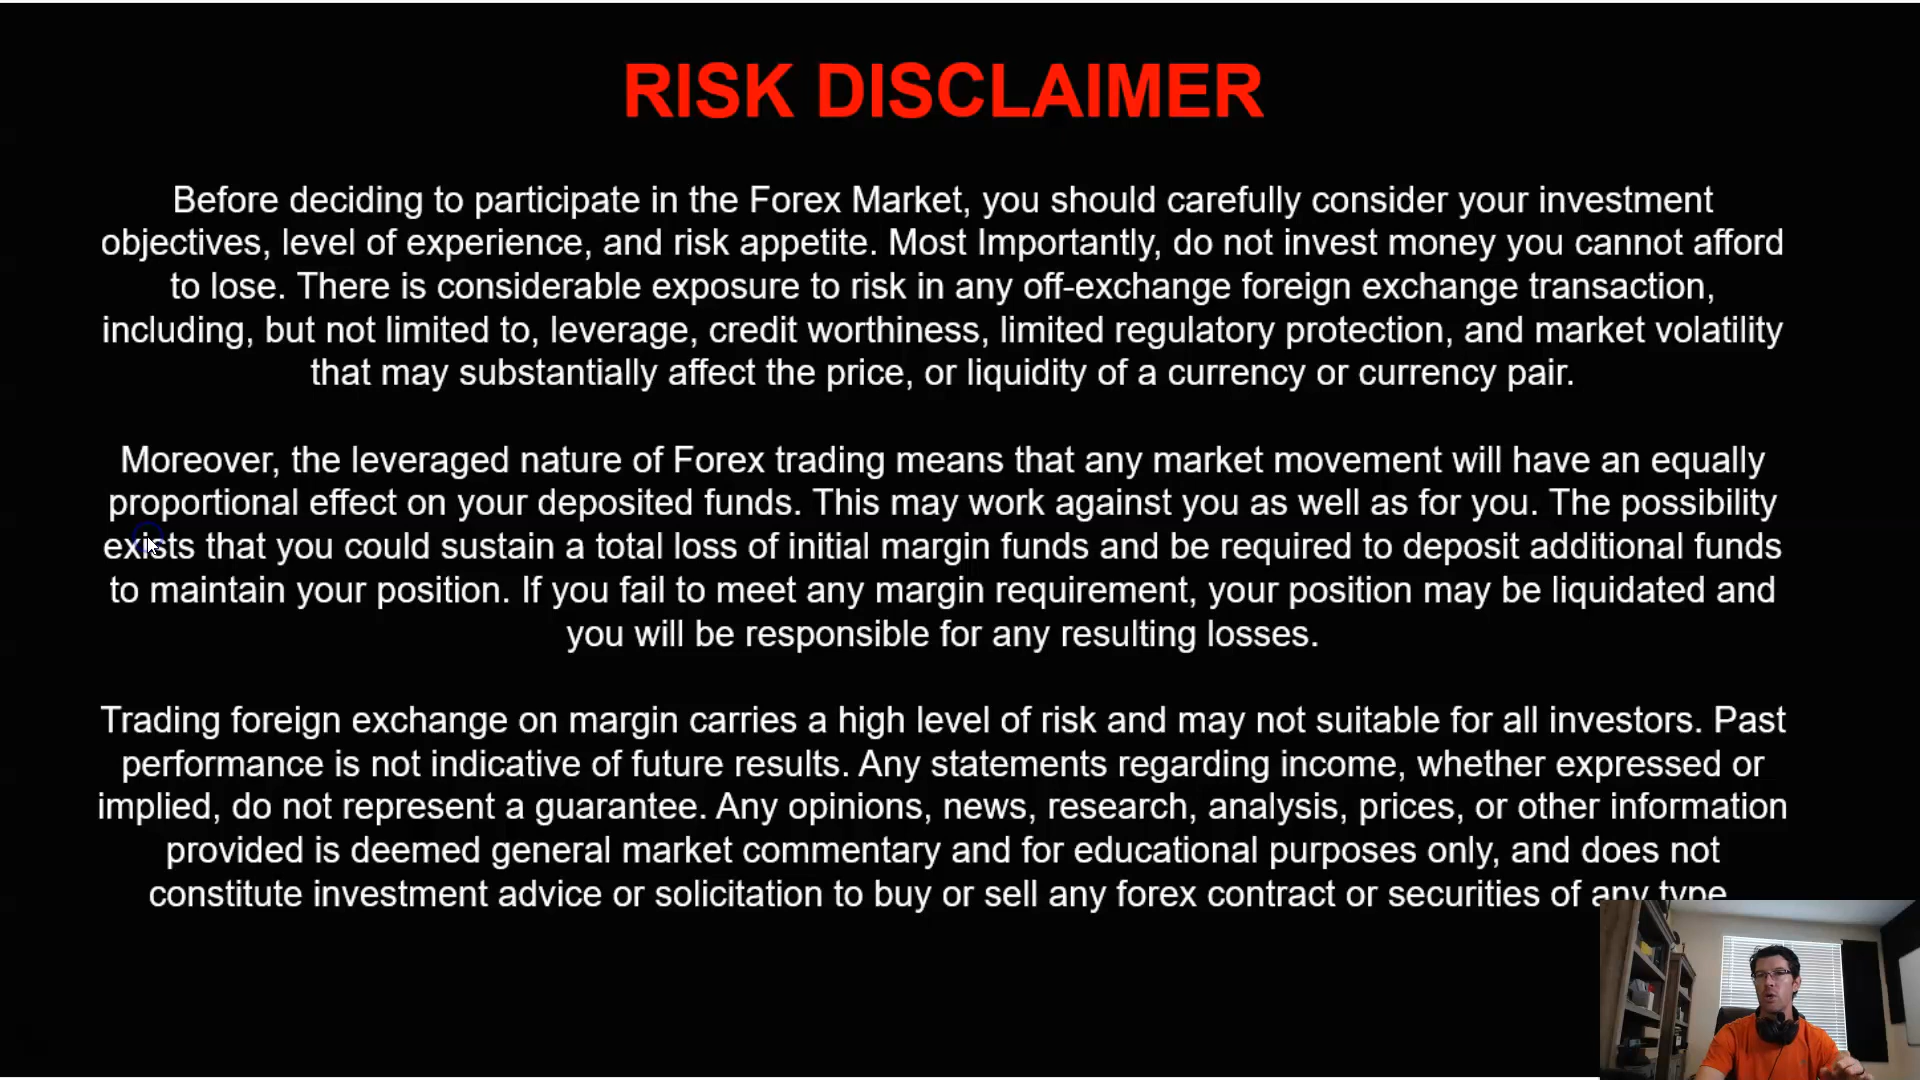 RISK DISCLAIMER
Before deciding to participate in the Forex Market, you should carefully consider your investment
objectives, level of experience, and risk appetite. Most Importantly, do not invest money you cannot afford
to lose. There is considerable exposure to risk in any off-exchange foreign exchange transaction,
including, but not limited to, leverage, credit worthiness, limited regulatory protection, and market volatility
that may substantially affect the price, or liquidity of a currency or currency pair.
Moreover, the leveraged nature of Forex trading means that any market movement will have an equally
proportional effect on your deposited funds. This may work against you as well as for you. The possibility
exists that you could sustain a total loss of initial margin funds and be required to deposit additional funds
to maintain your position. If you fail to meet any margin requirement, your position may be liquidated and
you will be responsible for any resulting losses.
Trading foreign exchange on margin carries a high level of risk and may not suitable for all investors. Past
performance is not indicative of future results. Any statements regarding income, whether expressed or
implied, do not represent a guarantee. Any opinions, news, research, analysis, prices, or other information
provided is deemed general market commentary and for educational purposes only, and does not
constitute investment advice or solicitation to buy or sell any forex contract or securities of any type